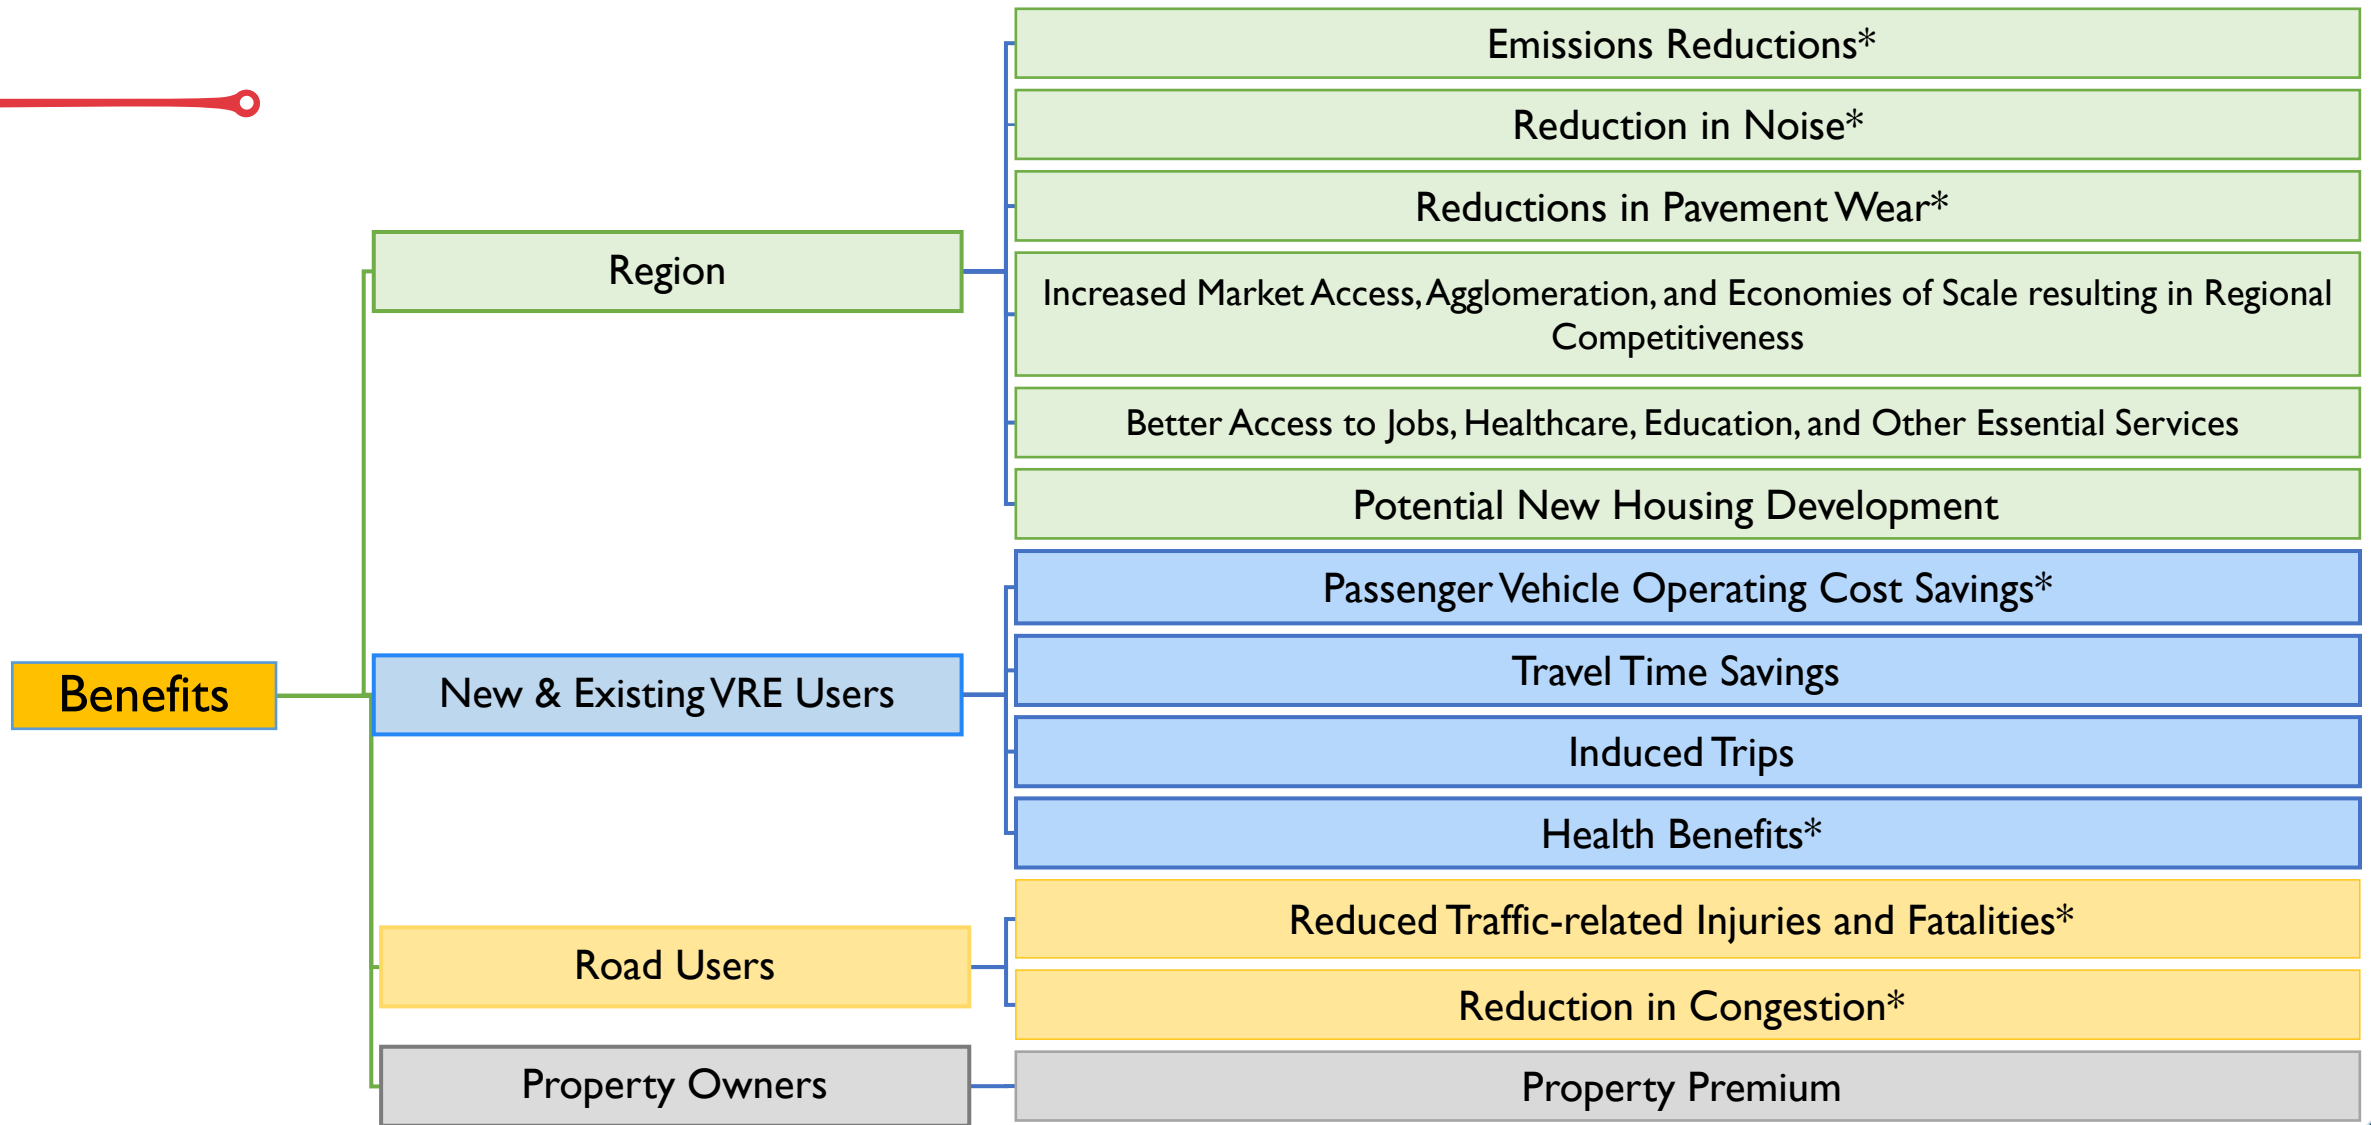 Benefits
Region
Emissions Reductions*
Reduction in Noise*
Reductions in Pavement Wear*
Increased Market Access, Agglomeration, and Economies of Scale resulting in Regional
Competitiveness
Better Access to Jobs, Healthcare, Education, and Other Essential Services
Potential New Housing Development
New & Existing VRE Users
Passenger Vehicle Operating Cost Savings*
Travel Time Savings
Induced Trips
Health Benefits*
Road Users
Reduced Traffic-related Injuries and Fatalities*
Reduction in Congestion*
Property Owners
Property Premium